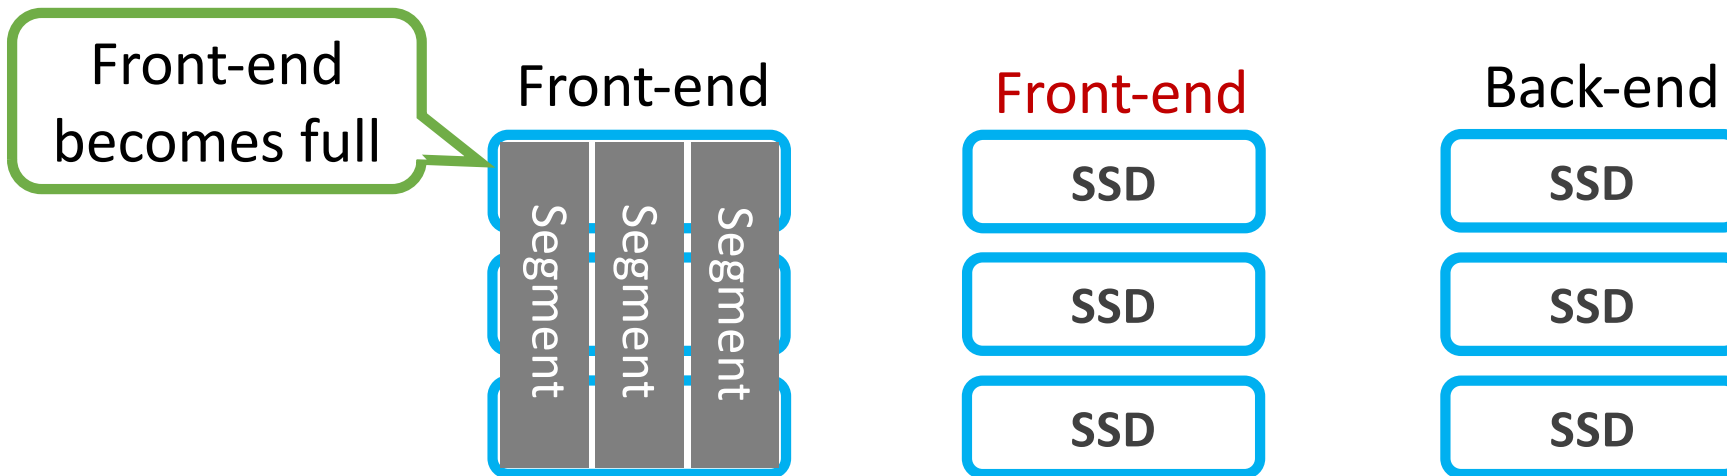 Front-end
becomes full
Front-end
Front-end
Back-end
Segment
Segment
Segment
SSD
SSD
SSD
SSD
SSD
SSD